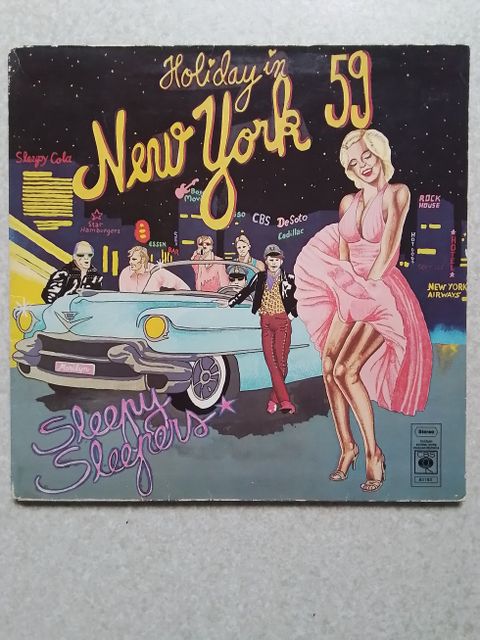 Holiday in
New York 59
Sleepy Cola
Star
Hamburgers
ESSEN
BAR
CBS
DeSoto
Cadillac
ROCK
HOUSE
HOTEL
NEW YORK
AIRWAYS
Marilyn
Sleepy
Sleepers
Stereo
CBS